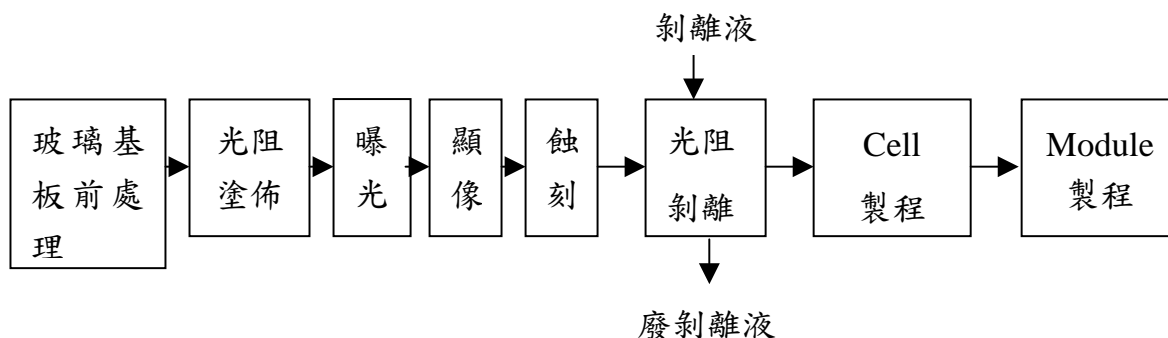 剝離液
玻璃基
板前處
理
光阻
塗佈
曝
光
顯
像
蝕
刻
光阻
剝離
Cell
製程
Module
製程
廢剝離液